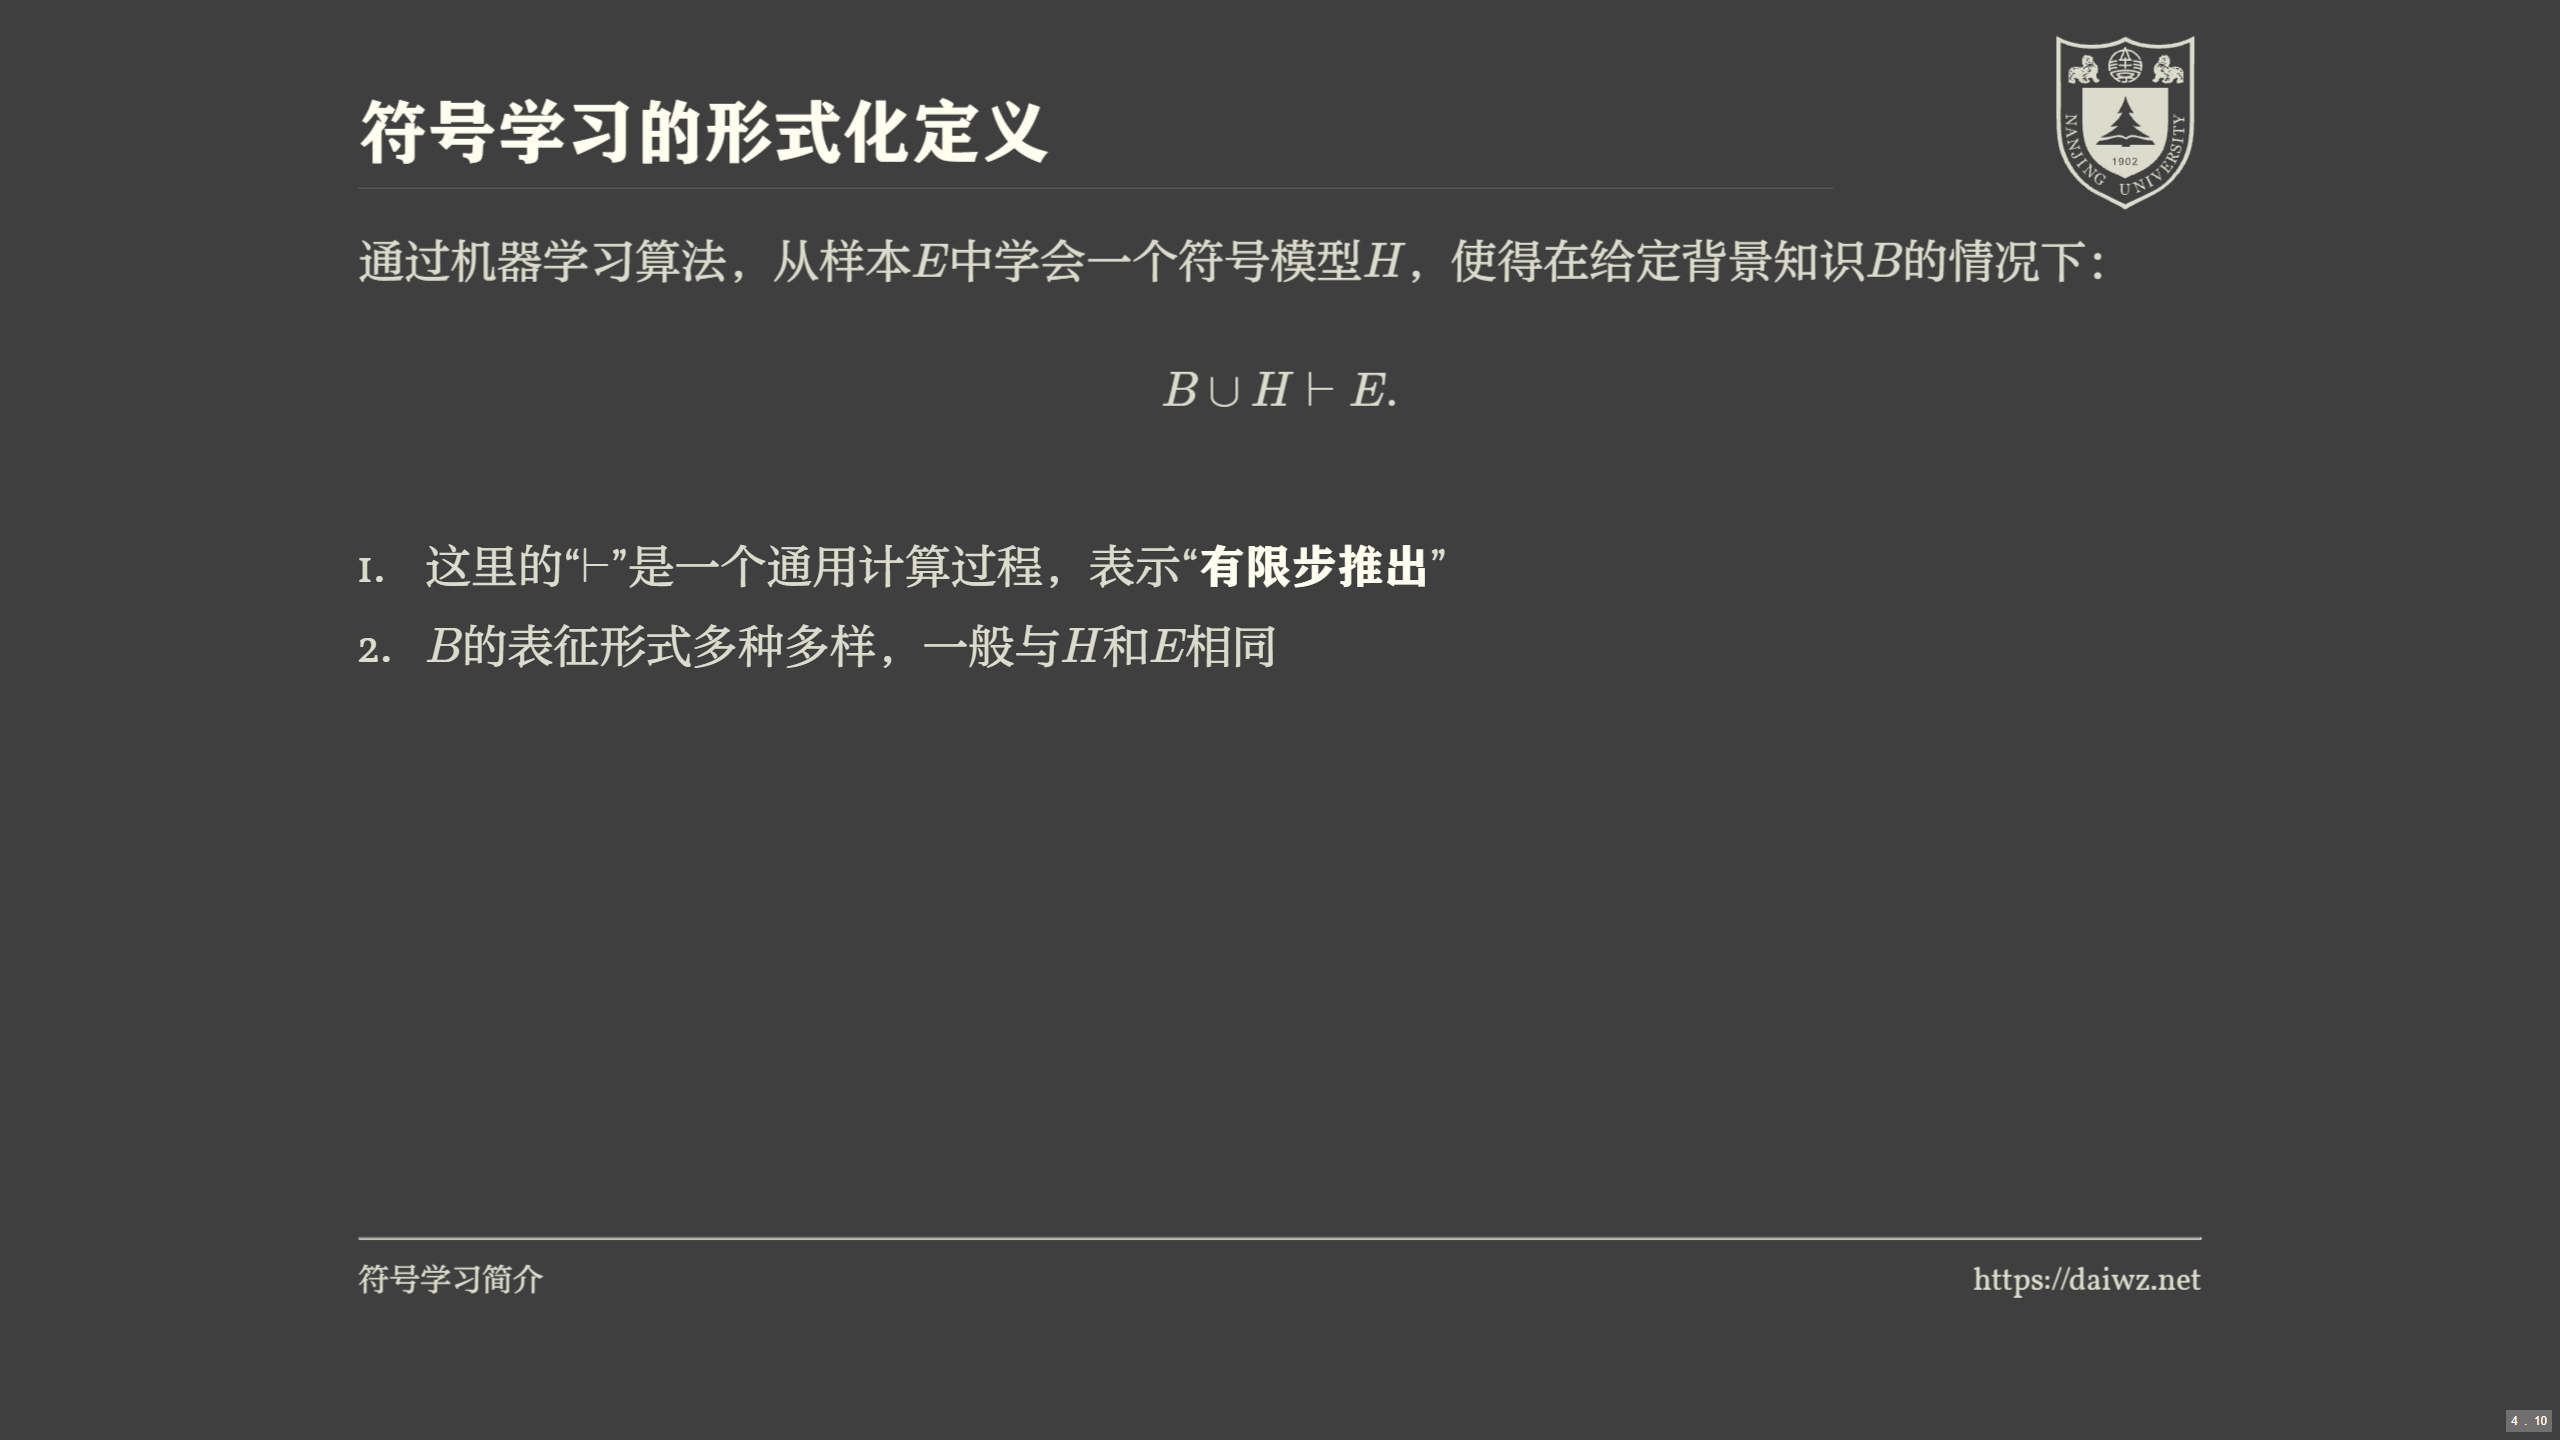 符号学习的形式化定义
NANJING UNIVERSITY
1902
通过机器学习算法，从样本E中学会一个符号模型H，使得在给定背景知识B的情况下：
B ∪ H ⊢ E.
1. 这里的“⊢”是一个通用计算过程，表示“有限步推出”
2. B的表征形式多种多样，一般与H和E相同
符号学习简介
https://daiwz.net
4 . 10